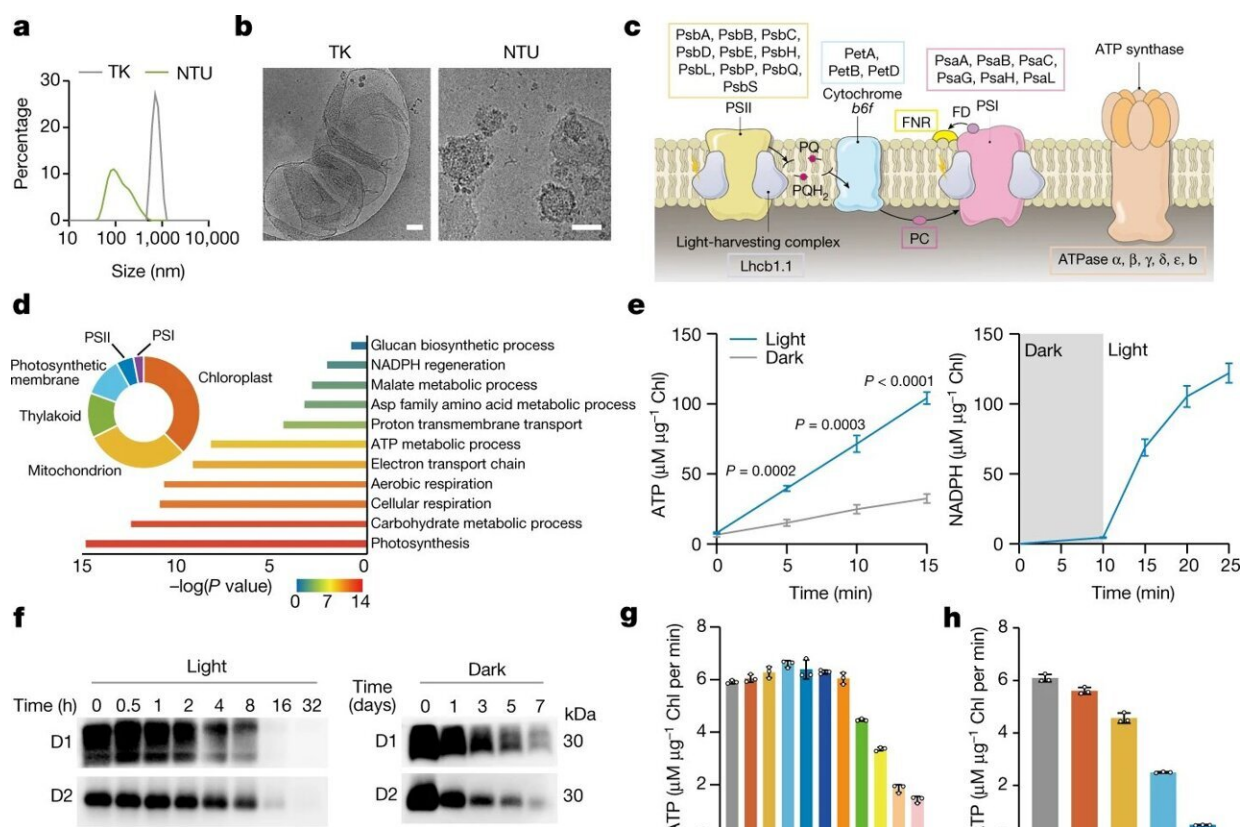 a
TK NTU
Percentage
30
20
10
0
10 100 1,000 10,000
Size (nm)
b
TK NTU
c
PsbA, PsbB, PsbC,
PsbD, PsbE, PsbH,
PsbL, PsbP, PsbQ,
PsbS
PSII
PetA,
PetB, PetD
Cytochrome
b6f
PsaA, PsaB, PsaC,
PsaG, PsaH, PsaL
PSI
ATP synthase
FNR
FD
PQ
PQH2
PC
Light-harvesting complex
Lhcb1.1
ATPase α, β, γ, δ, ε, b
d
PSII
PSI
Photosynthetic
membrane
Chloroplast
Thylakoid
Mitochondrion
Glucan biosynthetic process
NADPH regeneration
Malate metabolic process
Asp family amino acid metabolic process
Proton transmembrane transport
ATP metabolic process
Electron transport chain
Aerobic respiration
Cellular respiration
Carbohydrate metabolic process
Photosynthesis
15 10 5 0
–log(P value)
0 7 14
e
ATP (μM μg–1 Chl)
150
100
50
0
Light
Dark
P = 0.0002
P = 0.0003
P < 0.0001
0 5 10 15
Time (min)
NADPH (μM μg–1 Chl)
150
100
50
0
Dark Light
0 5 10 15 20 25
Time (min)
f
Light
Time (h) 0 0.5 1 2 4 8 16 32
D1
D2
Dark
Time
(days) 0 1 3 5 7 kDa
D1 30
D2 30
g
ATP (μM μg–1 Chl per min)
8
6
4
2
h
ATP (μM μg–1 Chl per min)
8
6
4
2